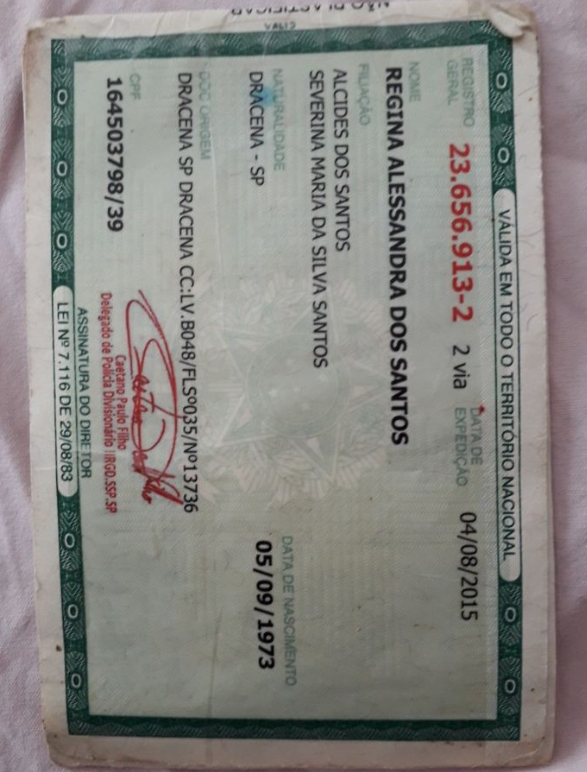 NÃO PLASTIFICAR
VÁLIDA EM TODO O TERRITÓRIO NACIONAL
REGISTRO GERAL 23.656.913-2 2 via DATA DE EXPEDIÇÃO 04/08/2015
NOME
REGINA ALESSANDRA DOS SANTOS
FILIAÇÃO
ALCIDES DOS SANTOS
SEVERINA MARIA DA SILVA SANTOS
NATURALIDADE DATA DE NASCIMENTO
DRACENA - SP 05/09/1973
DOC ORIGEM
DRACENA SP DRACENA CC:LV.B048/FLSº035/Nº13736
CPF
164503798/39
Caetano Paulo Filho
Delegado de Polícia Divisionário IIRGD.SSP.SP
ASSINATURA DO DIRETOR
LEI Nº 7.116 DE 29/08/83